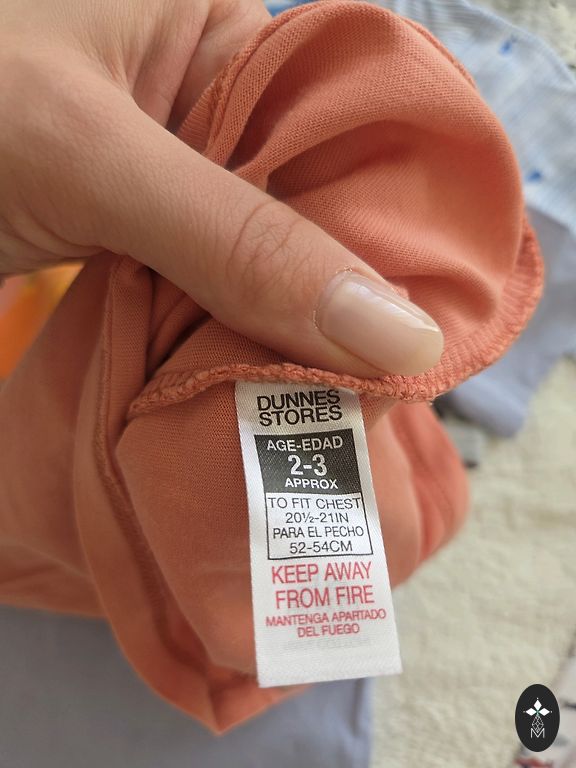 DUNNES
STORES
AGE-EDAD
2-3
APPROX
TO FIT CHEST
20½-21IN
PARA EL PECHO
52-54CM
KEEP AWAY
FROM FIRE
MANTENGA APARTADO
DEL FUEGO
M